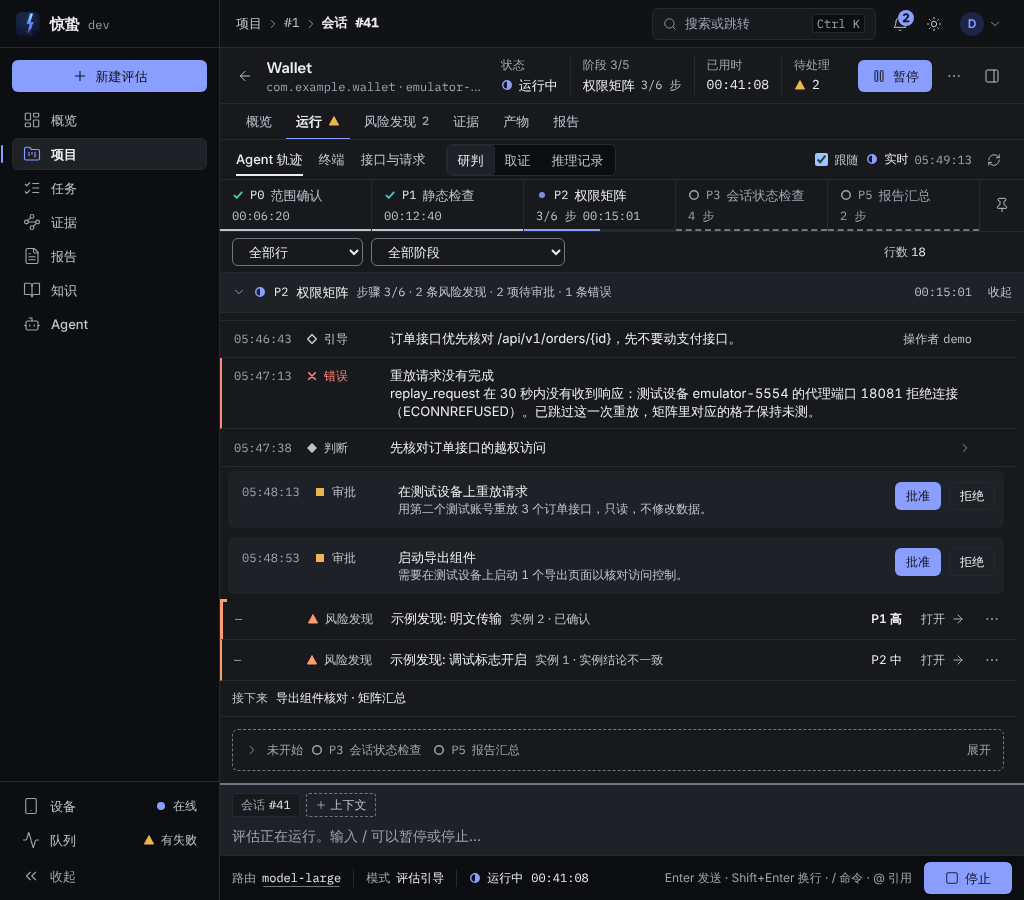 惊蛰 dev
项目 > #1 > 会话 #41
搜索或跳转 Ctrl K
2
D
新建评估
概览
项目
任务
证据
报告
知识
Agent
设备 在线
队列 有失败
收起
Wallet
com.example.wallet · emulator-…
状态
运行中
阶段 3/5
权限矩阵 3/6 步
已用时
00:41:08
待处理
2
暂停
概览 运行 风险发现 2 证据 产物 报告
Agent 轨迹 终端 接口与请求 研判 取证 推理记录
跟随 实时 05:49:13
P0 范围确认
00:06:20
P1 静态检查
00:12:40
P2 权限矩阵
3/6 步 00:15:01
P3 会话状态检查
4 步
P5 报告汇总
2 步
全部行 全部阶段 行数 18
P2 权限矩阵 步骤 3/6 · 2 条风险发现 · 2 项待审批 · 1 条错误 00:15:01 收起
05:46:43 引导 订单接口优先核对 /api/v1/orders/{id}，先不要动支付接口。 操作者 demo
05:47:13 错误 重放请求没有完成
replay_request 在 30 秒内没有收到响应：测试设备 emulator-5554 的代理端口 18081 拒绝连接
（ECONNREFUSED）。已跳过这一次重放，矩阵里对应的格子保持未测。
05:47:38 判断 先核对订单接口的越权访问
05:48:13 审批 在测试设备上重放请求 批准 拒绝
用第二个测试账号重放 3 个订单接口，只读，不修改数据。
05:48:53 审批 启动导出组件 批准 拒绝
需要在测试设备上启动 1 个导出页面以核对访问控制。
– 风险发现 示例发现: 明文传输 实例 2 · 已确认 P1 高 打开 → ···
– 风险发现 示例发现: 调试标志开启 实例 1 · 实例结论不一致 P2 中 打开 → ···
接下来 导出组件核对 · 矩阵汇总
未开始 P3 会话状态检查 P5 报告汇总 展开
会话 #41 + 上下文
评估正在运行。输入 / 可以暂停或停止…
路由 model-large 模式 评估引导 运行中 00:41:08 Enter 发送 · Shift+Enter 换行 · / 命令 · @ 引用 停止